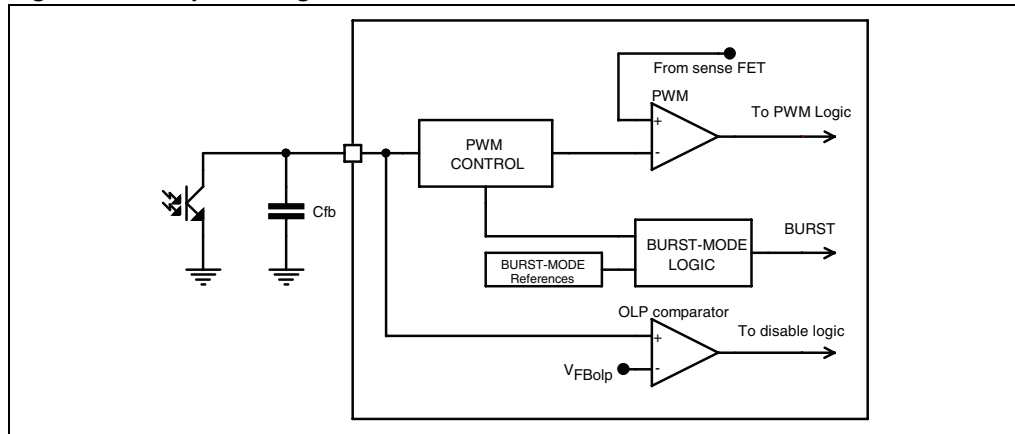 From sense FET
PWM
To PWM Logic
+
-
PWM
CONTROL
Cfb
BURST
BURST-MODE
LOGIC
BURST-MODE
References
OLP comparator
To disable logic
+
-
VFBolp